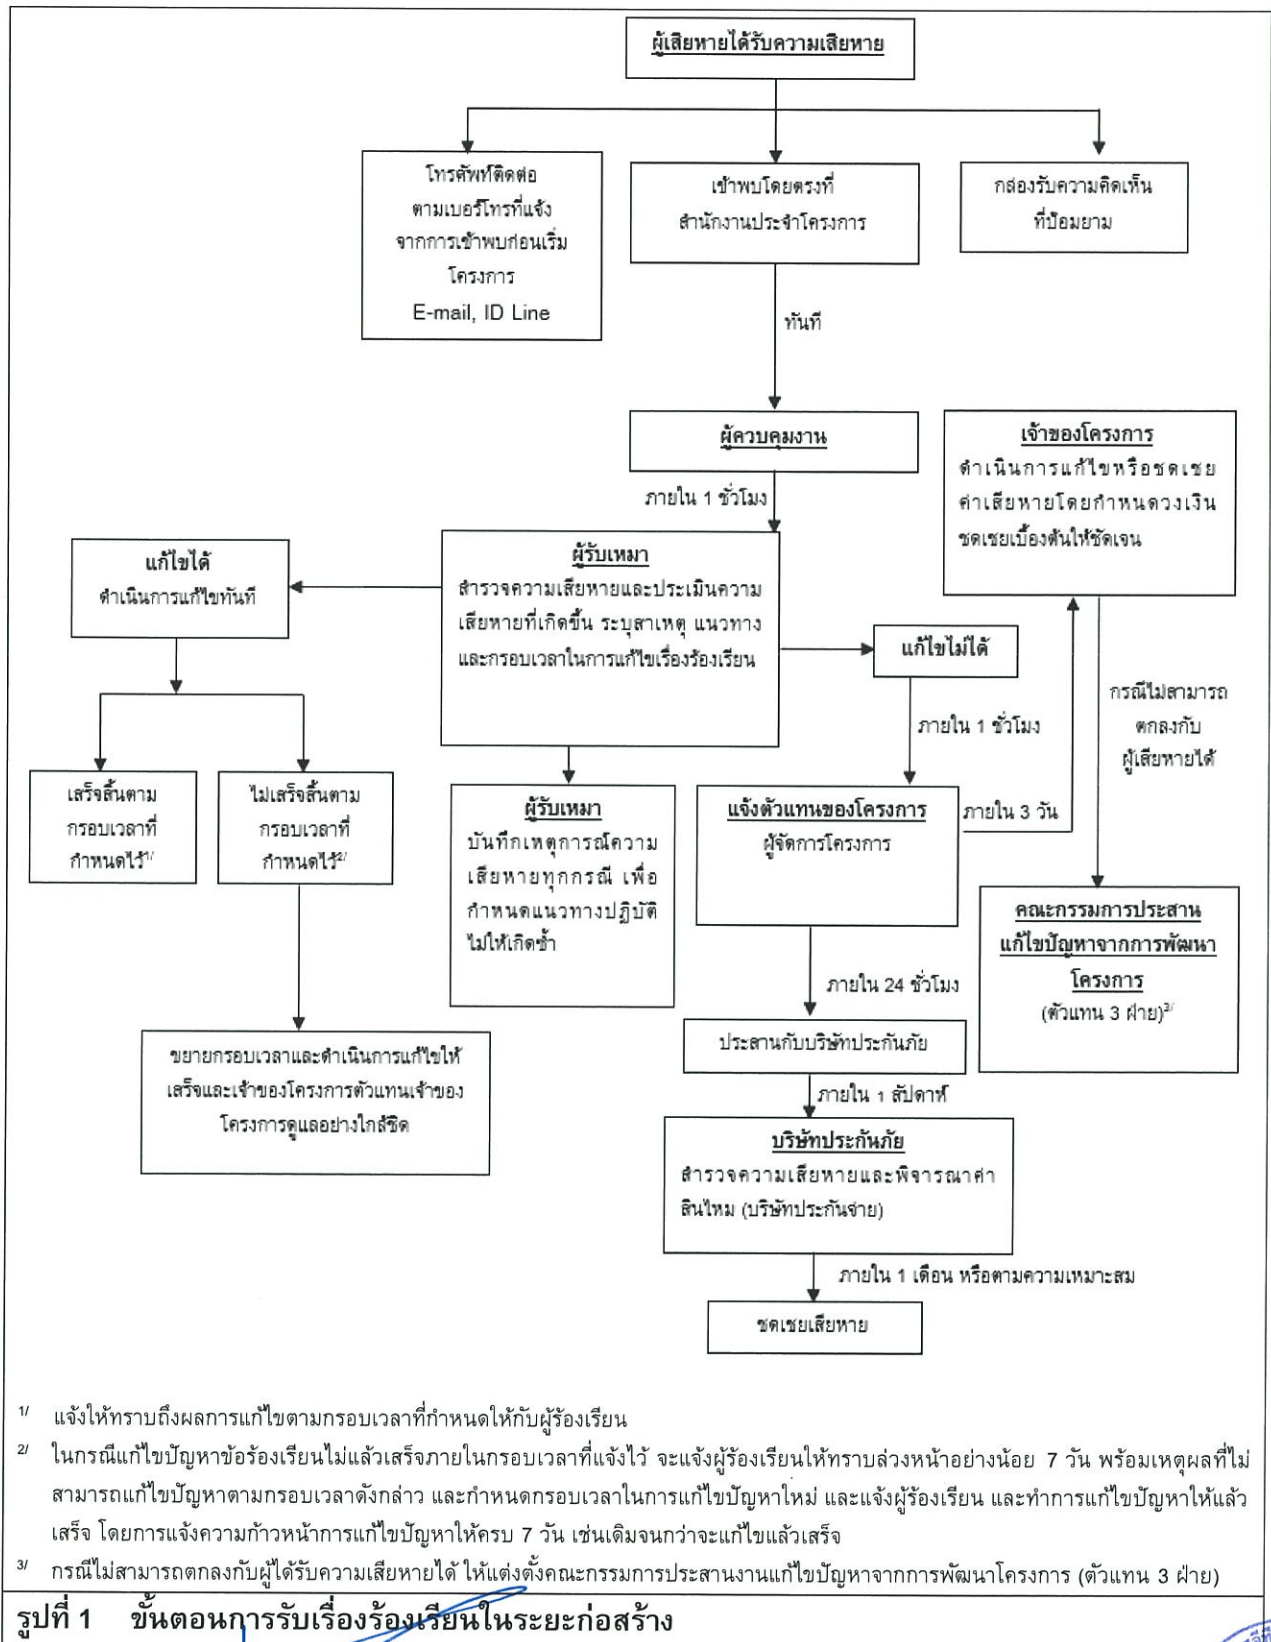 ผู้เสียหายได้รับความเสียหาย
โทรศัพท์ติดต่อ
ตามเบอร์โทรที่แจ้ง
จากการเข้าพบก่อนเริ่ม
โครงการ
E-mail, ID Line
เข้าพบโดยตรงที่
สำนักงานประจำโครงการ
กล่องรับความคิดเห็น
ที่ป้อมยาม
ทันที
ผู้ควบคุมงาน
ภายใน 1 ชั่วโมง
เจ้าของโครงการ
ดำเนินการแก้ไขหรือชดเชย
ค่าเสียหายโดยกำหนดวงเงิน
ชดเชยเบื้องต้นให้ชัดเจน
แก้ไขได้
ดำเนินการแก้ไขทันที
ผู้รับเหมา
สำรวจความเสียหายและประเมินความ
เสียหายที่เกิดขึ้น ระบุสาเหตุ แนวทาง
และกรอบเวลาในการแก้ไขเรื่องร้องเรียน
แก้ไขไม่ได้
ภายใน 1 ชั่วโมง
กรณีไม่สามารถ
ตกลงกับ
ผู้เสียหายได้
เสร็จสิ้นตาม
กรอบเวลาที่
กำหนดไว้1/
ไม่เสร็จสิ้นตาม
กรอบเวลาที่
กำหนดไว้2/
ผู้รับเหมา
บันทึกเหตุการณ์ความ
เสียหายทุกกรณี เพื่อ
กำหนดแนวทางปฏิบัติ
ไม่ให้เกิดซ้ำ
แจ้งตัวแทนของโครงการ
ผู้จัดการโครงการ
ภายใน 3 วัน
คณะกรรมการประสาน
แก้ไขปัญหาจากการพัฒนา
โครงการ
(ตัวแทน 3 ฝ่าย)3/
ภายใน 24 ชั่วโมง
ประสานกับบริษัทประกันภัย
ขยายกรอบเวลาและดำเนินการแก้ไขให้
เสร็จและเจ้าของโครงการตัวแทนเจ้าของ
โครงการดูแลอย่างใกล้ชิด
ภายใน 1 สัปดาห์
บริษัทประกันภัย
สำรวจความเสียหายและพิจารณาค่า
สินไหม (บริษัทประกันจ่าย)
ภายใน 1 เดือน หรือตามความเหมาะสม
ชดเชยเสียหาย
1/ แจ้งให้ทราบถึงผลการแก้ไขตามกรอบเวลาที่กำหนดให้กับผู้ร้องเรียน
2/ ในกรณีแก้ไขปัญหาข้อร้องเรียนไม่แล้วเสร็จภายในกรอบเวลาที่แจ้งไว้ จะแจ้งผู้ร้องเรียนให้ทราบล่วงหน้าอย่างน้อย 7 วัน พร้อมเหตุผลที่ไม่
สามารถแก้ไขปัญหาตามกรอบเวลาดังกล่าว และกำหนดกรอบเวลาในการแก้ไขปัญหาใหม่ และแจ้งผู้ร้องเรียน และทำการแก้ไขปัญหาให้แล้ว
เสร็จ โดยการแจ้งความก้าวหน้าการแก้ไขปัญหาให้ครบ 7 วัน เช่นเดิมจนกว่าจะแก้ไขแล้วเสร็จ
3/ กรณีไม่สามารถตกลงกับผู้ได้รับความเสียหายได้ ให้แต่งตั้งคณะกรรมการประสานงานแก้ไขปัญหาจากการพัฒนาโครงการ (ตัวแทน 3 ฝ่าย)
รูปที่ 1 ขั้นตอนการรับเรื่องร้องเรียนในระยะก่อสร้าง